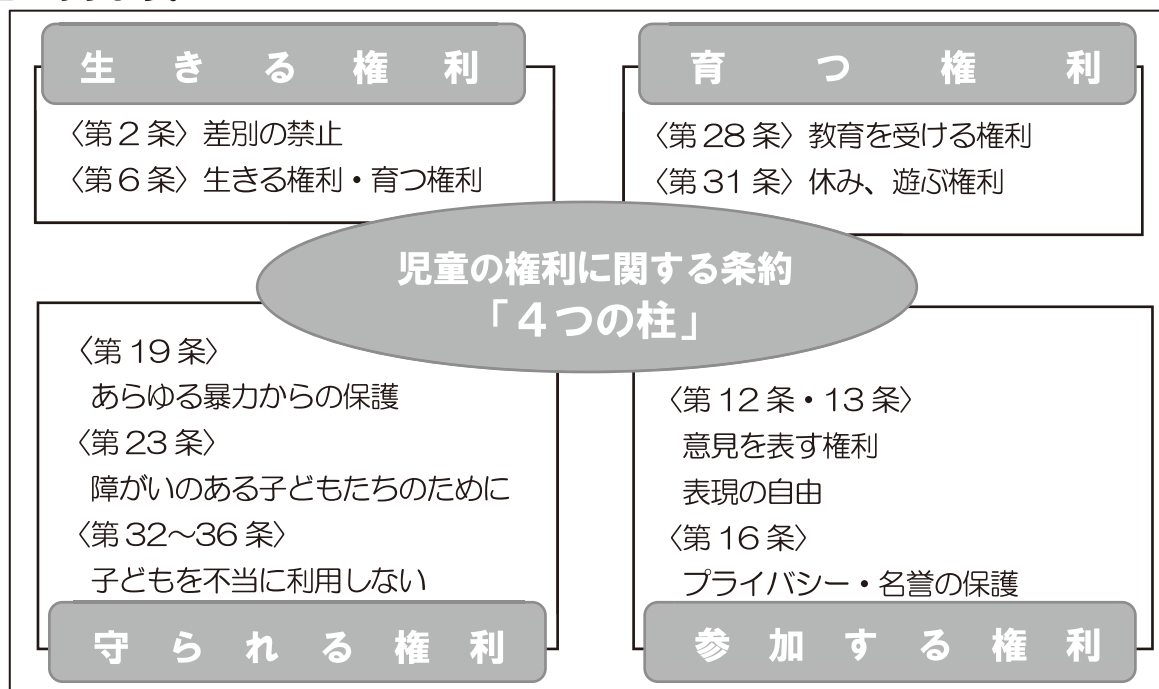 生きる権利
〈第2条〉差別の禁止
〈第6条〉生きる権利・育つ権利
育つ権利
〈第28条〉教育を受ける権利
〈第31条〉休み、遊ぶ権利
児童の権利に関する条約
「4つの柱」
〈第19条〉
あらゆる暴力からの保護
〈第23条〉
障がいのある子どもたちのために
〈第32～36条〉
子どもを不当に利用しない
守られる権利
〈第12条・13条〉
意見を表す権利
表現の自由
〈第16条〉
プライバシー・名誉の保護
参加する権利